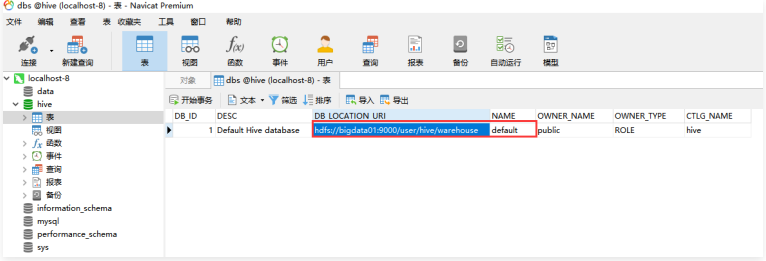 dbs @hive (localhost-8) - 表 - Navicat Premium
文件 编辑 查看 表 收藏夹 工具 窗口 帮助
连接 新建查询 表 视图 函数 事件 用户 查询 报表 备份 自动运行 模型
localhost-8
data
hive
表
视图
函数
事件
查询
报表
备份
information_schema
mysql
performance_schema
sys
对象 dbs @hive (localhost-8) - 表
开始事务 文本 筛选 排序 导入 导出
DB_ID DESC DB_LOCATION_URI NAME OWNER_NAME OWNER_TYPE CTLG_NAME
1 Default Hive database hdfs://bigdata01:9000/user/hive/warehouse default public ROLE hive